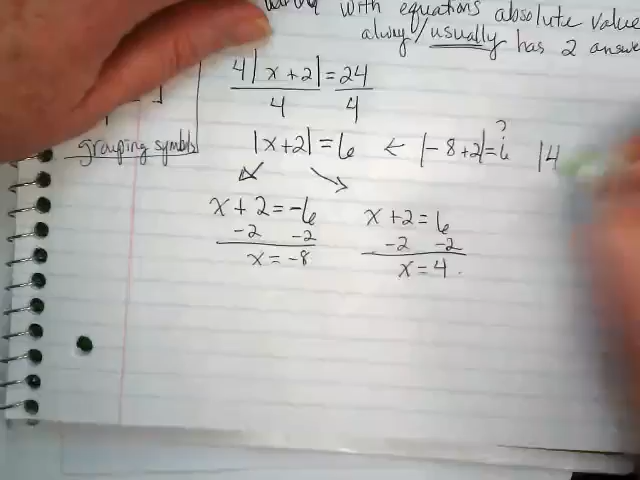 with equations absolute value
always/usually has 2 answe
4|x+2|=24
4 4
grouping symbols
|x+2|=6 ← |-8+2|=6 ? |4
x+2=-6 x+2=6
-2 -2 -2 -2
x=-8 x=4